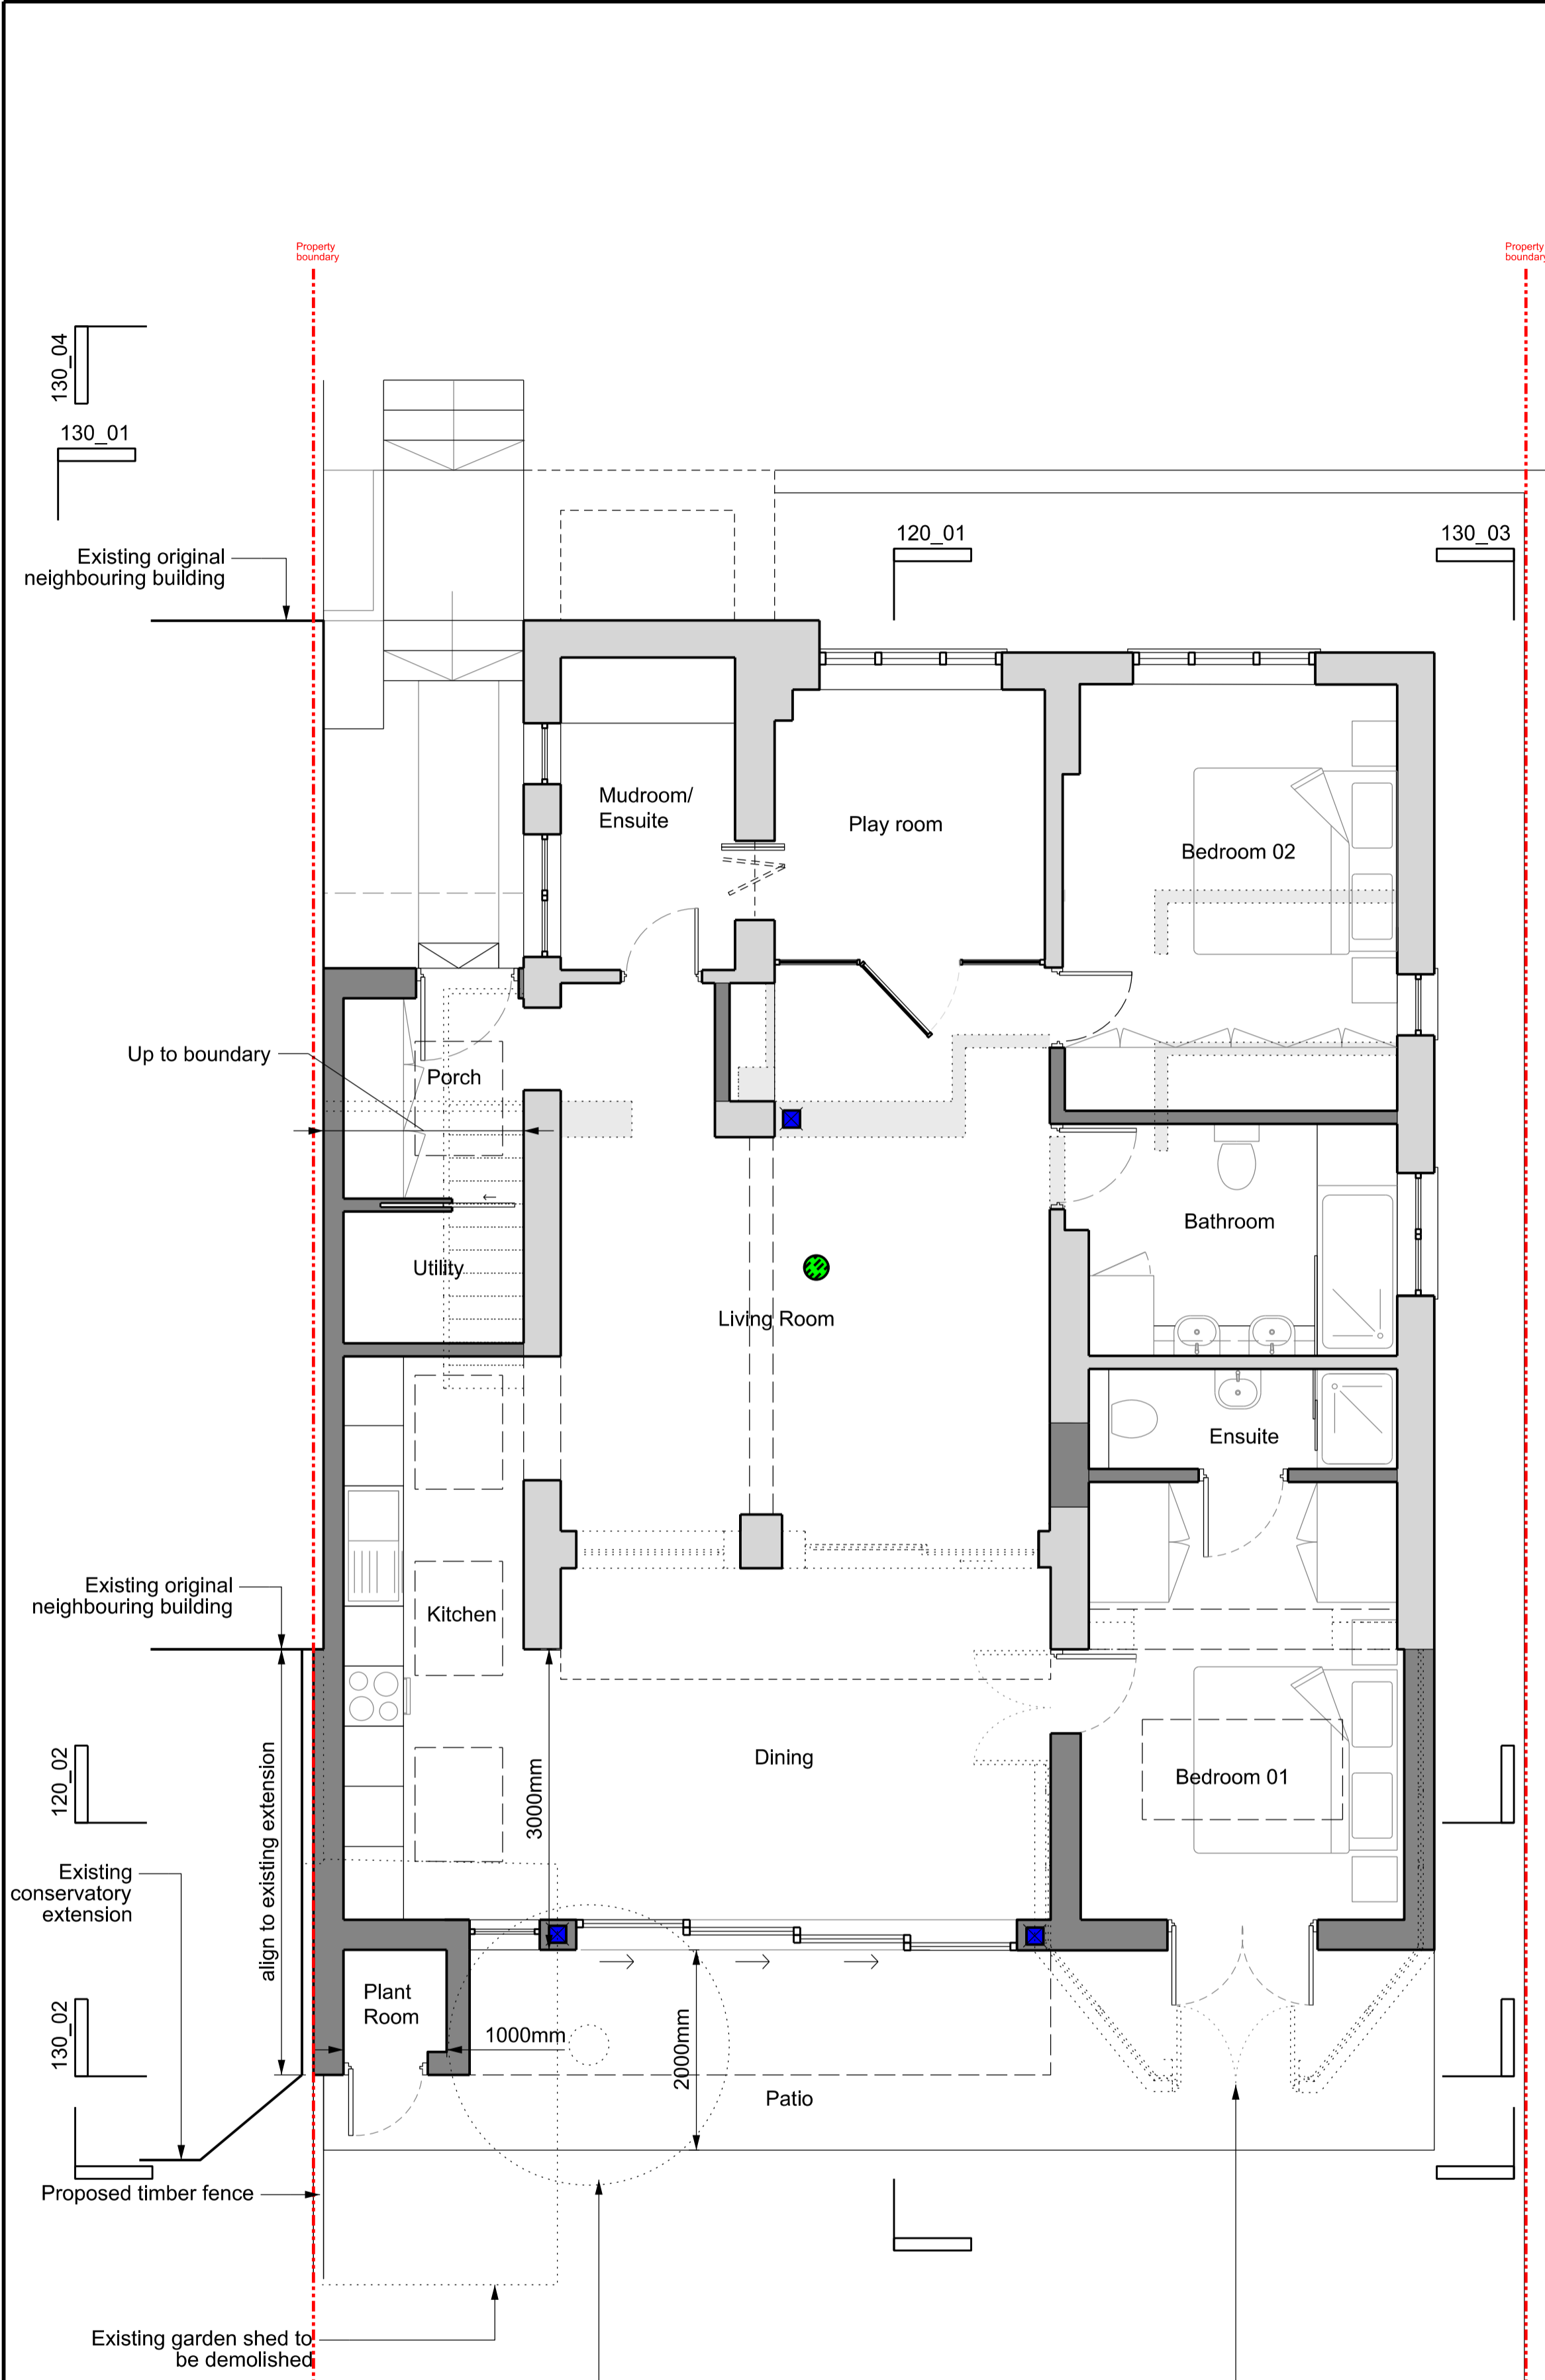 Property
boundary
Property
boundary
130_04
130_01
120_01
130_03
Existing original
neighbouring building
Mudroom/
Ensuite
Play room
Bedroom 02
Up to boundary
Porch
Bathroom
Utility
Living Room
Ensuite
Existing original
neighbouring building
Kitchen
Dining
Bedroom 01
3000mm
120_02
align to existing extension
Existing
conservatory
extension
Plant
Room
130_02
1000mm
2000mm
Patio
Proposed timber fence
Existing garden shed to
be demolished